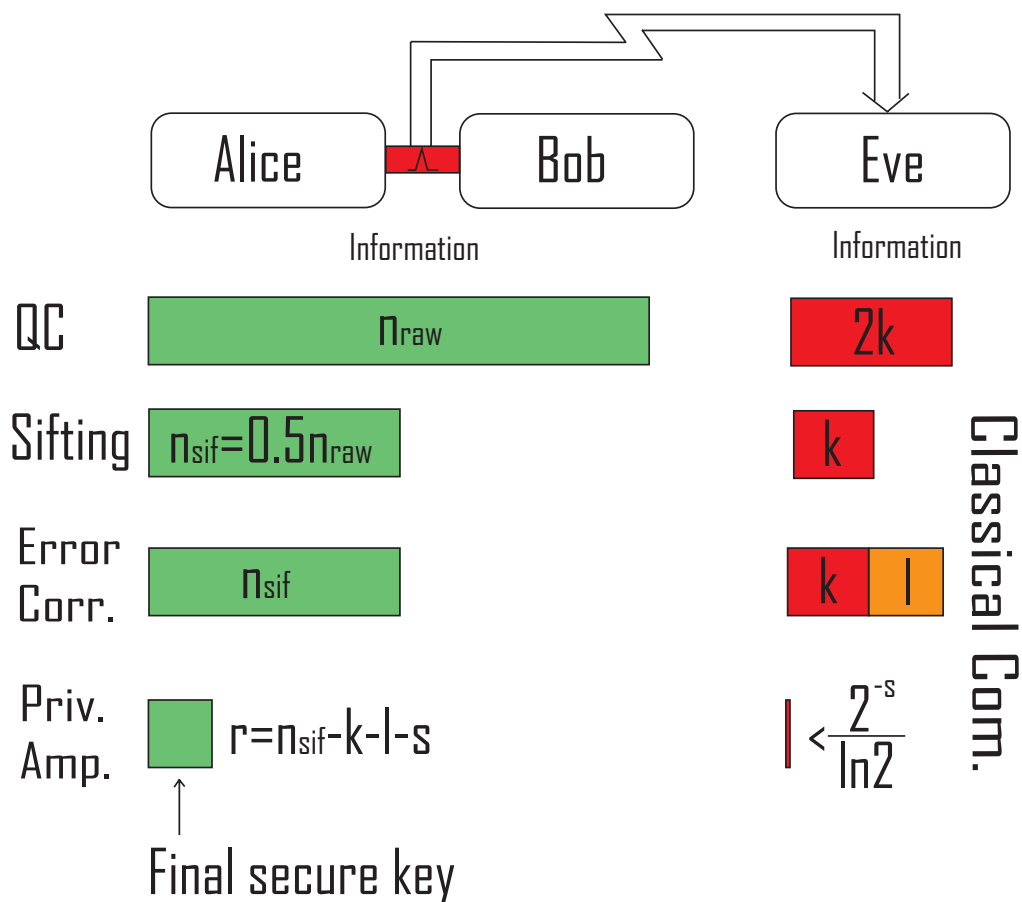 Alice Bob Eve
Information Information
QC nraw 2k
Sifting nsif=0.5nraw k
Error
Corr. nsif k l
Priv.
Amp. r=nsif-k-l-s <2^-s/ln2
Final secure key
Classical Com.